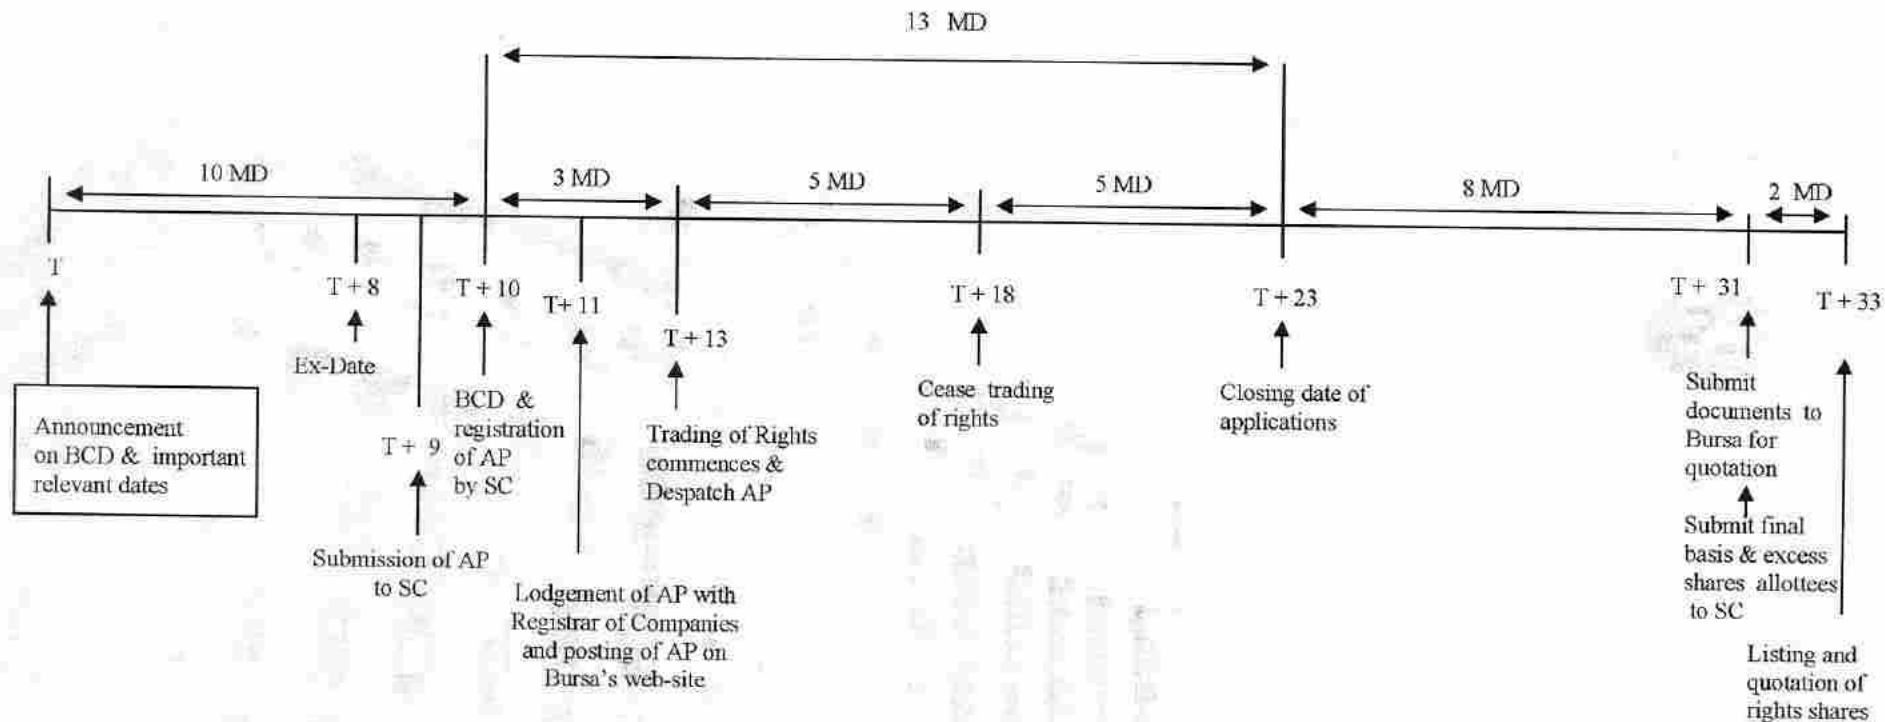 13 MD
10 MD
3 MD
5 MD
5 MD
8 MD
2 MD
T
T + 8
T + 10
T+ 11
T + 13
T + 18
T + 23
T + 31
T + 33
Ex-Date
Announcement
on BCD & important
relevant dates
T + 9
Submission of AP
to SC
BCD &
registration
of AP
by SC
Lodgement of AP with
Registrar of Companies
and posting of AP on
Bursa's web-site
Trading of Rights
commences &
Despatch AP
Cease trading
of rights
Closing date of
applications
Submit
documents to
Bursa for
quotation
Submit final
basis & excess
shares allottees
to SC
Listing and
quotation of
rights shares